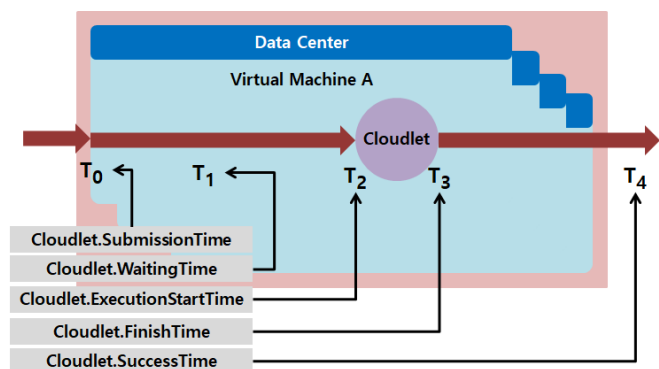 Data Center
Virtual Machine A
Cloudlet
T0
T1
T2
T3
T4
Cloudlet.SubmissionTime
Cloudlet.WaitingTime
Cloudlet.ExecutionStartTime
Cloudlet.FinishTime
Cloudlet.SuccessTime